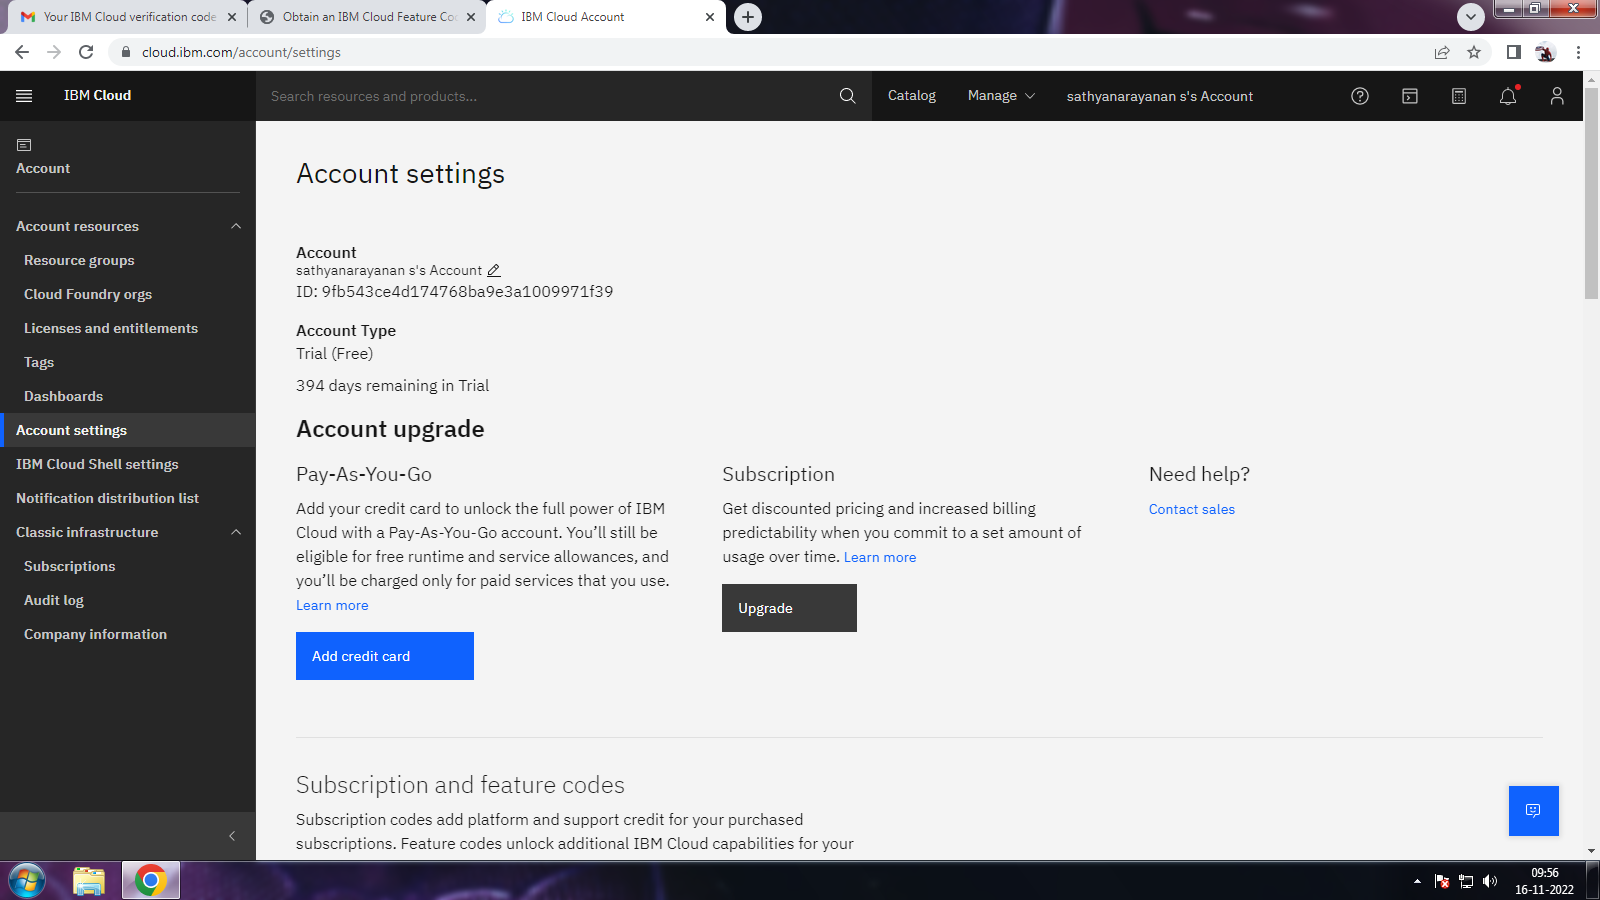 Your IBM Cloud verification code
Obtain an IBM Cloud Feature Co
IBM Cloud Account
cloud.ibm.com/account/settings
IBM Cloud
Search resources and products...
Catalog
Manage
sathyanarayanan s's Account
Account
Account resources
Resource groups
Cloud Foundry orgs
Licenses and entitlements
Tags
Dashboards
Account settings
IBM Cloud Shell settings
Notification distribution list
Classic infrastructure
Subscriptions
Audit log
Company information
Account settings
Account
sathyanarayanan s's Account
ID: 9fb543ce4d174768ba9e3a1009971f39
Account Type
Trial (Free)
394 days remaining in Trial
Account upgrade
Pay-As-You-Go
Add your credit card to unlock the full power of IBM
Cloud with a Pay-As-You-Go account. You’ll still be
eligible for free runtime and service allowances, and
you’ll be charged only for paid services that you use.
Learn more
Add credit card
Subscription
Get discounted pricing and increased billing
predictability when you commit to a set amount of
usage over time. Learn more
Upgrade
Need help?
Contact sales
Subscription and feature codes
Subscription codes add platform and support credit for your purchased
subscriptions. Feature codes unlock additional IBM Cloud capabilities for your
09:56
16-11-2022